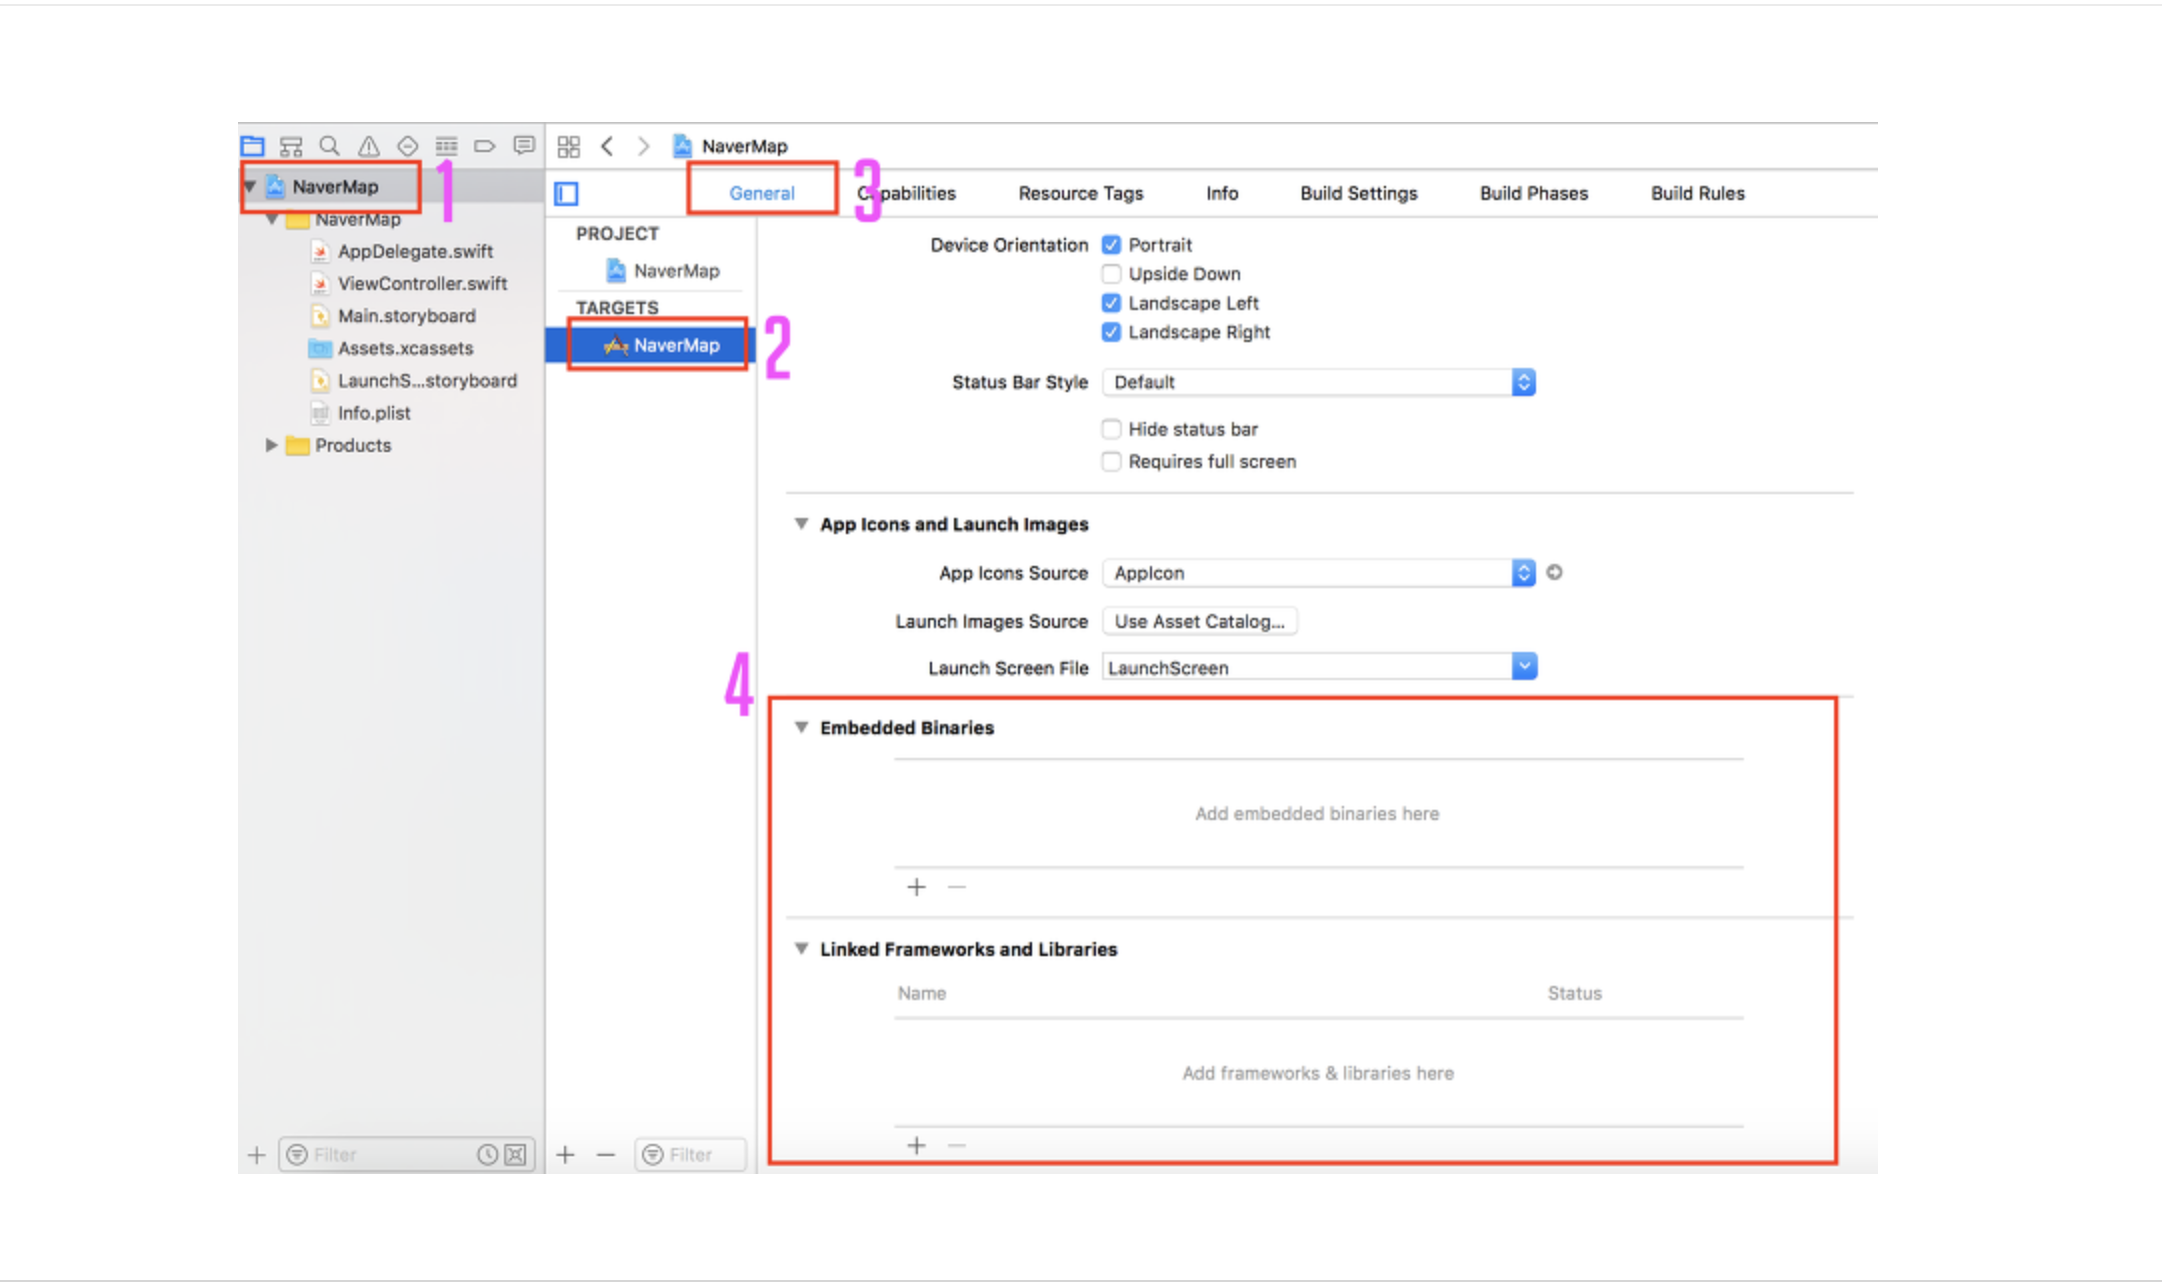 NaverMap
NaverMap
1
NaverMap
AppDelegate.swift
ViewController.swift
Main.storyboard
Assets.xcassets
LaunchS...storyboard
Info.plist
Products
Filter
General
3
Capabilities
Resource Tags
Info
Build Settings
Build Phases
Build Rules
PROJECT
NaverMap
TARGETS
NaverMap
2
Filter
Device Orientation
Portrait
Upside Down
Landscape Left
Landscape Right
Status Bar Style
Default
Hide status bar
Requires full screen
App Icons and Launch Images
App Icons Source
AppIcon
Launch Images Source
Use Asset Catalog...
Launch Screen File
LaunchScreen
4
Embedded Binaries
Add embedded binaries here
Linked Frameworks and Libraries
Name
Status
Add frameworks & libraries here